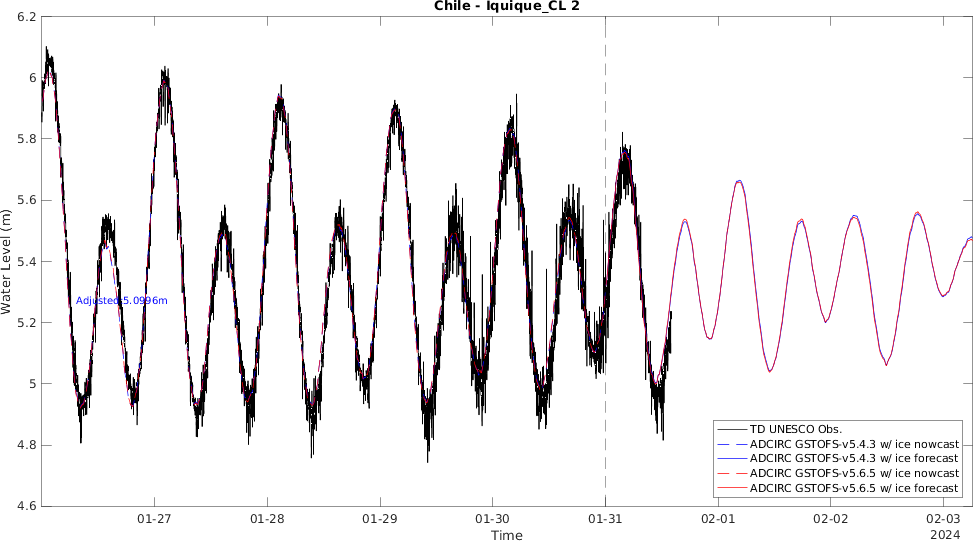 Chile - Iquique_CL 2
6.2
6
5.8
5.6
5.4
5.2
5
4.8
4.6
Water Level (m)
Adjusted:5.0996m
TD UNESCO Obs.
ADCIRC GSTOFS-v5.4.3 w/ ice nowcast
ADCIRC GSTOFS-v5.4.3 w/ ice forecast
ADCIRC GSTOFS-v5.6.5 w/ ice nowcast
ADCIRC GSTOFS-v5.6.5 w/ ice forecast
01-27 01-28 01-29 01-30 01-31 02-01 02-02 02-03
Time
2024